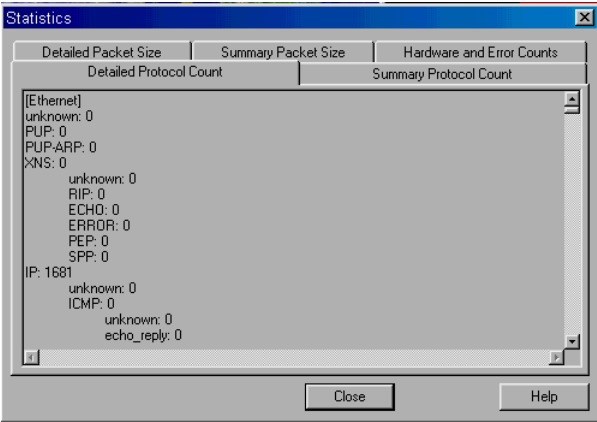 Statistics
Detailed Packet Size
Summary Packet Size
Hardware and Error Counts
Detailed Protocol Count
Summary Protocol Count
[Ethernet]
unknown: 0
PUP: 0
PUP-ARP: 0
XNS: 0
unknown: 0
RIP: 0
ECHO: 0
ERROR: 0
PEP: 0
SPP: 0
IP: 1681
unknown: 0
ICMP: 0
unknown: 0
echo_reply: 0
Close
Help